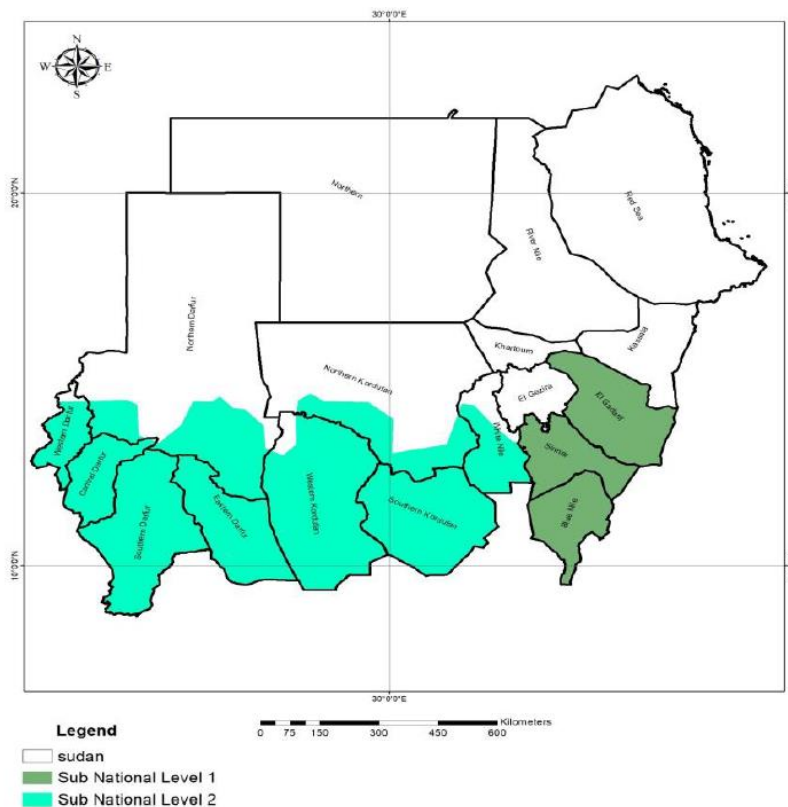 30°0'0"E
N
W E
S
20°0'0"N
Northern
Red Sea
River Nile
Northern Darfur
Kassala
Khartoum
Northern Kordufan
El Gazira
El Gadarif
White Nile
Western Darfur
Sinnar
Central Darfur
Western Kordufan
Blue Nile
Southern Kordufan
Eastern Darfur
Southern Darfur
10°0'0"N
30°0'0"E
Legend
Kilometers
0 75 150 300 450 600
sudan
Sub National Level 1
Sub National Level 2